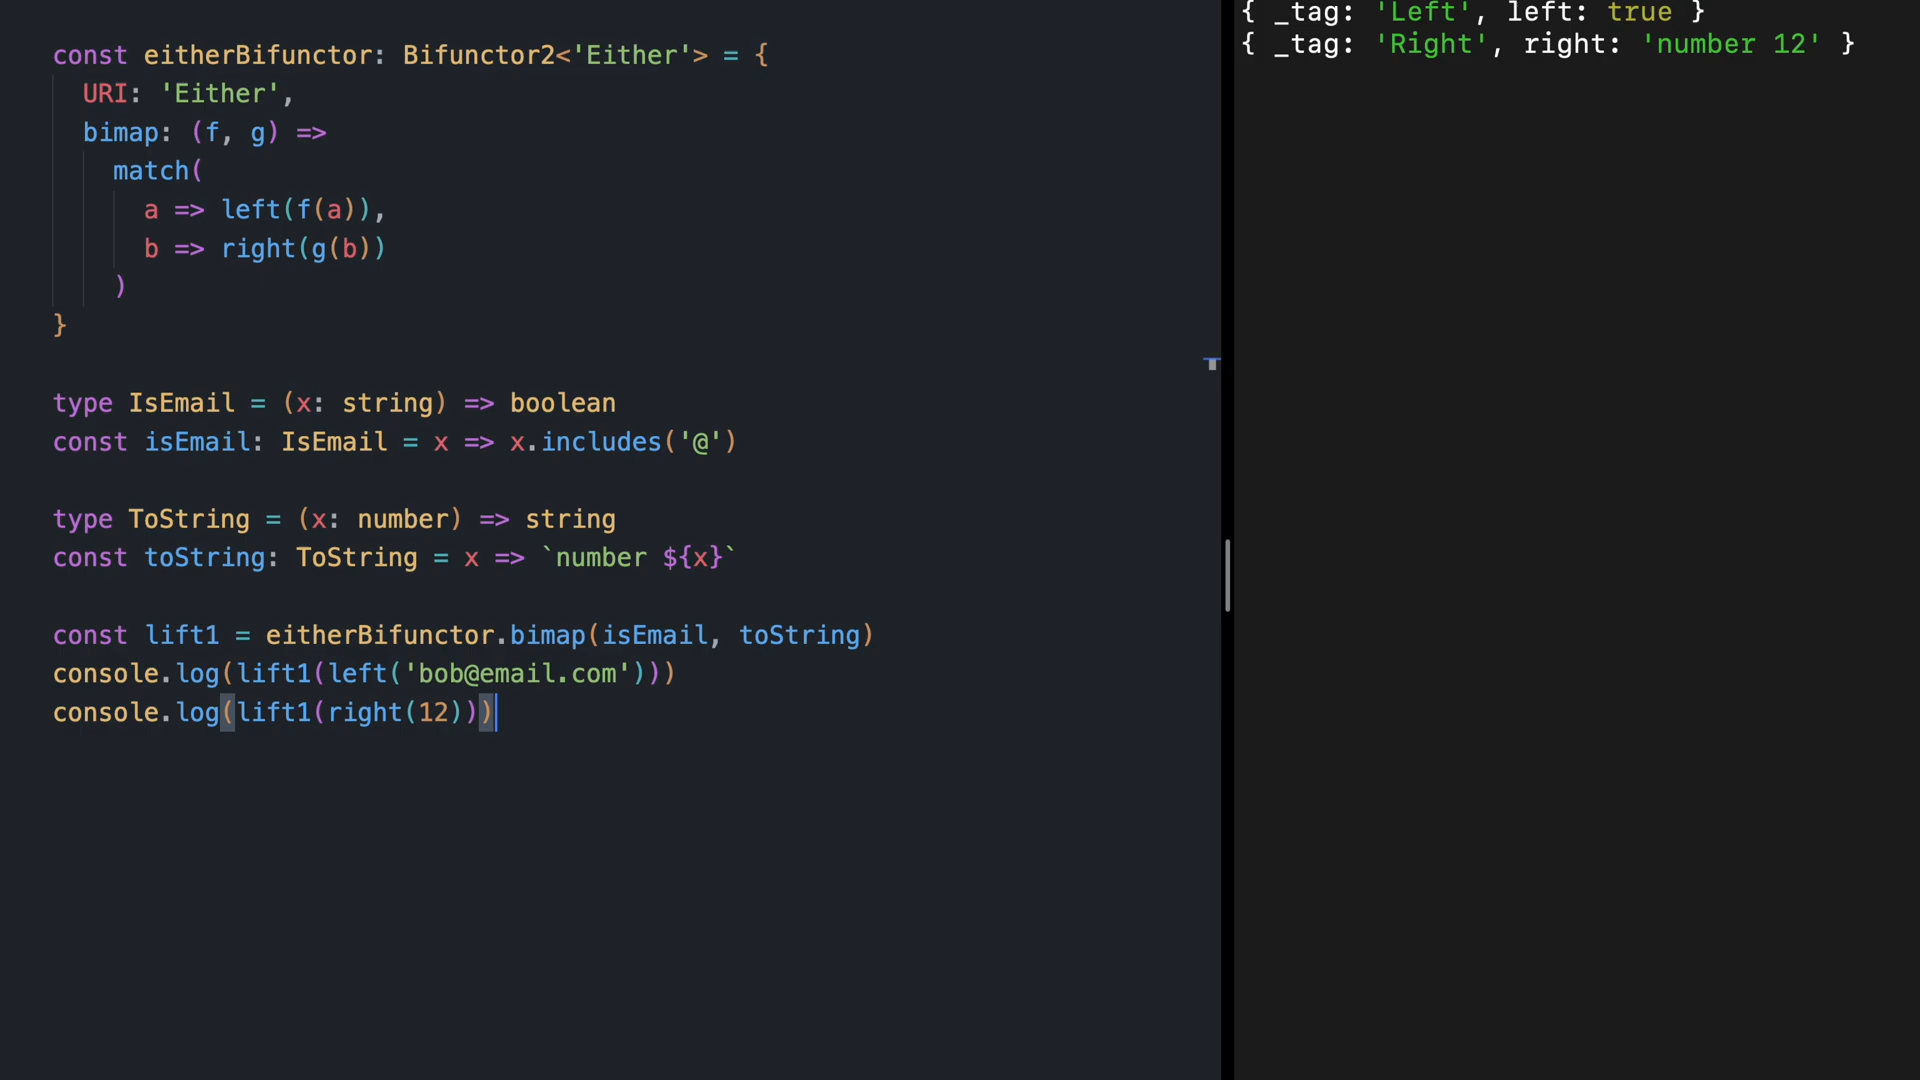 const eitherBifunctor: Bifunctor2<'Either'> = {
  URI: 'Either',
  bimap: (f, g) =>
    match(
      a => left(f(a)),
      b => right(g(b))
    )
}
type IsEmail = (x: string) => boolean
const isEmail: IsEmail = x => x.includes('@')
type ToString = (x: number) => string
const toString: ToString = x => `number ${x}`
const lift1 = eitherBifunctor.bimap(isEmail, toString)
console.log(lift1(left('bob@email.com')))
console.log(lift1(right(12)))
{ _tag: 'Left', left: true }
{ _tag: 'Right', right: 'number 12' }